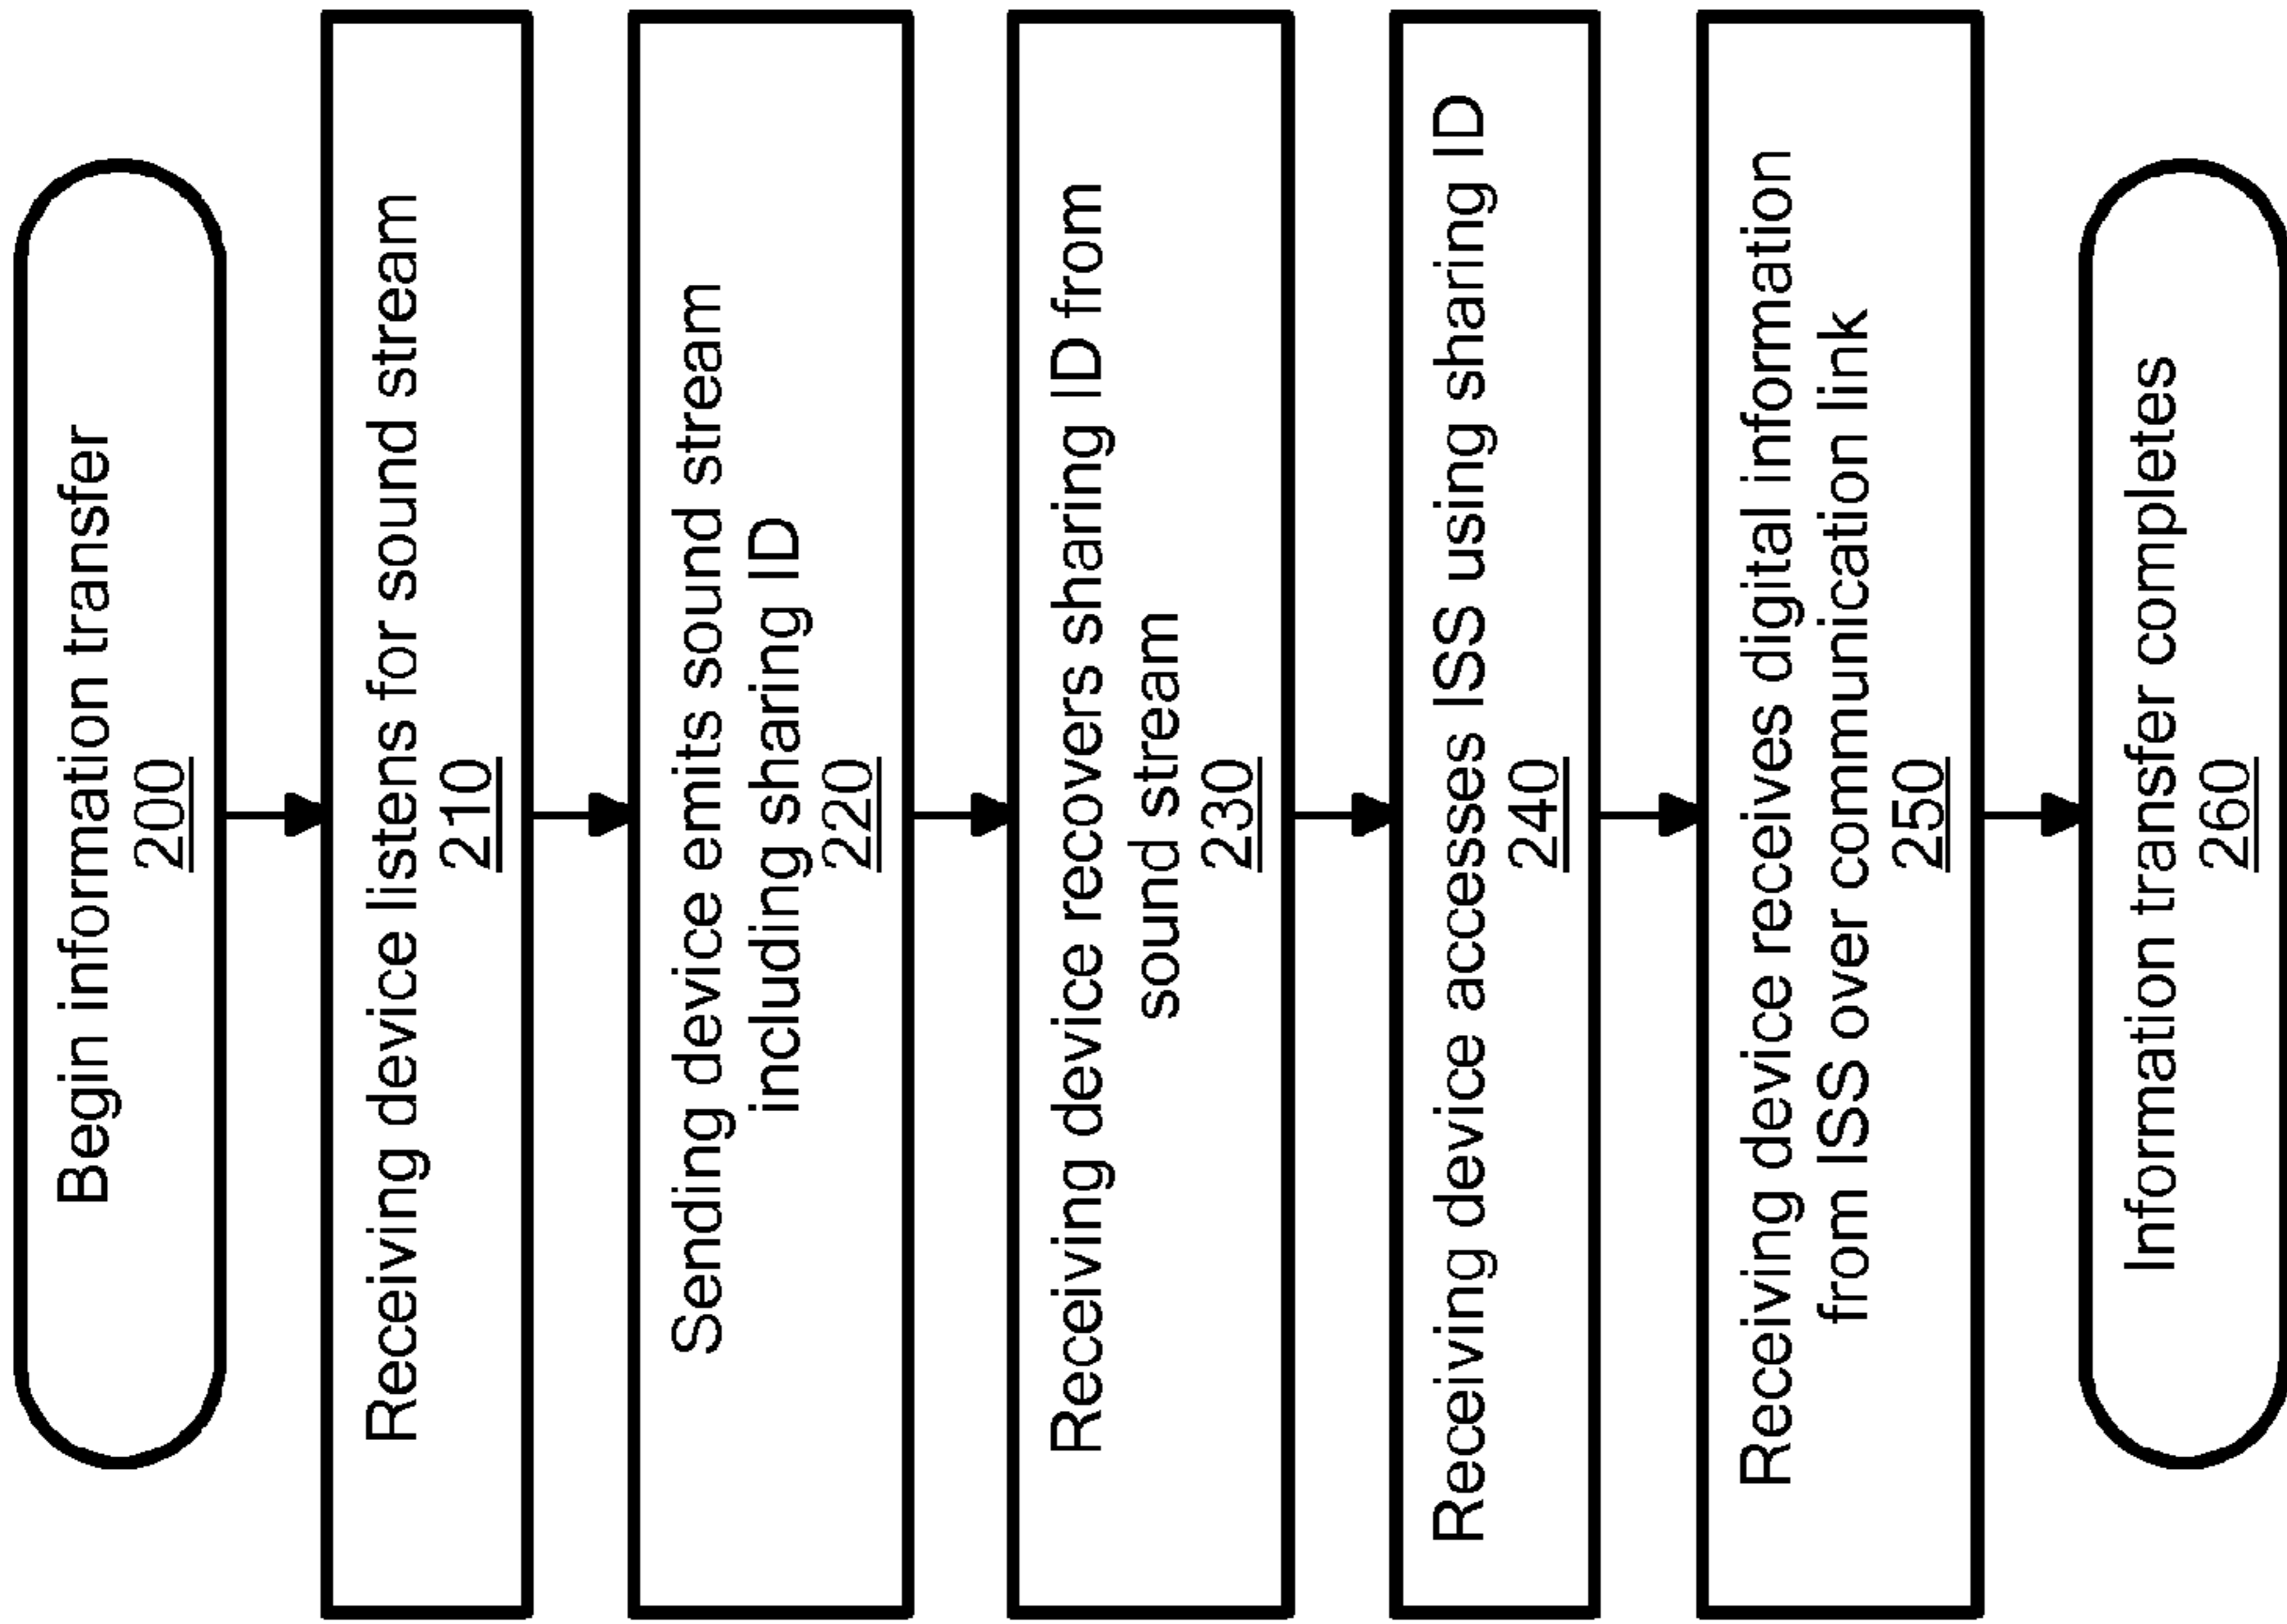 Begin information transfer
200
Receiving device listens for sound stream
210
Sending device emits sound stream
including sharing ID
220
Receiving device recovers sharing ID from
sound stream
230
Receiving device accesses ISS using sharing ID
240
Receiving device receives digital information
from ISS over communication link
250
Information transfer completes
260